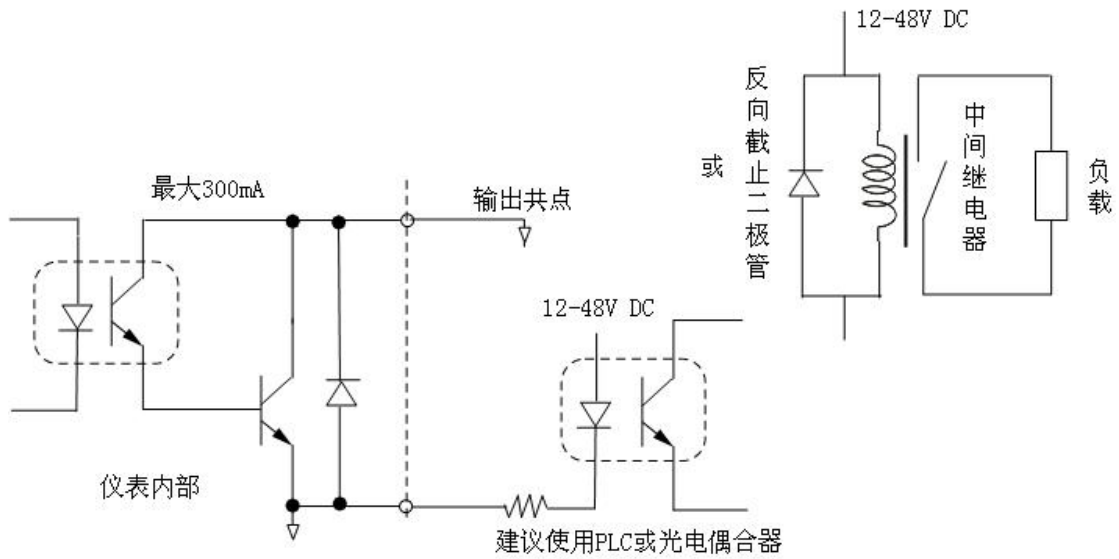 12-48V DC
或
反向截止二极管
中间继电器
负载
最大300mA
输出共点
12-48V DC
仪表内部
建议使用PLC或光电偶合器